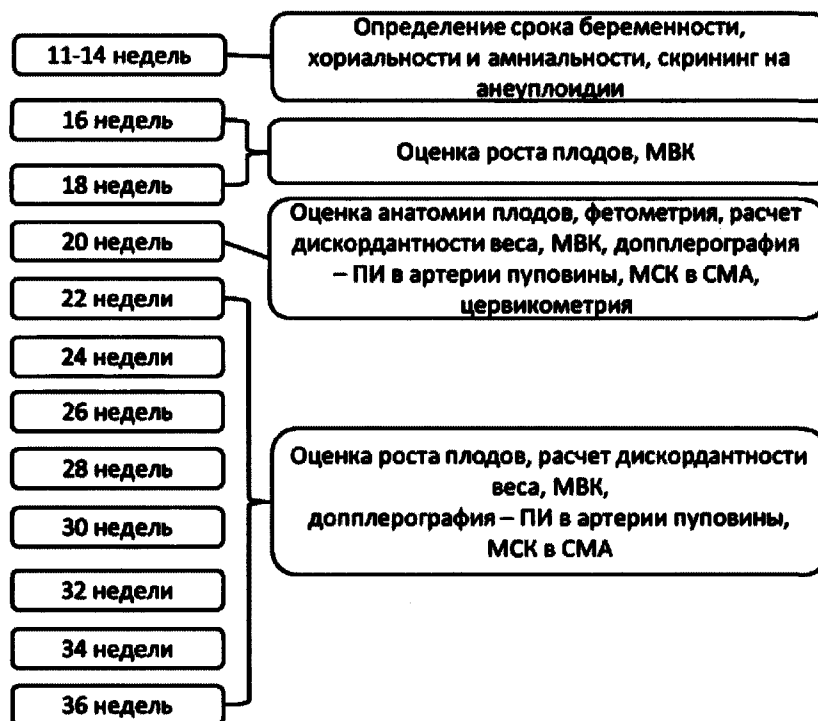 11-14 недель
Определение срока беременности,
хориальности и амниальности, скрининг на
анеуплоидии
16 недель
18 недель
Оценка роста плодов, МВК
20 недель
Оценка анатомии плодов, фетометрия, расчет
дискордантности веса, МВК, допплерография
– ПИ в артерии пуповины, МСК в СМА,
цервикометрия
22 недели
24 недели
26 недель
28 недель
30 недель
32 недели
34 недели
36 недель
Оценка роста плодов, расчет дискордантности
веса, МВК,
допплерография – ПИ в артерии пуповины,
МСК в СМА